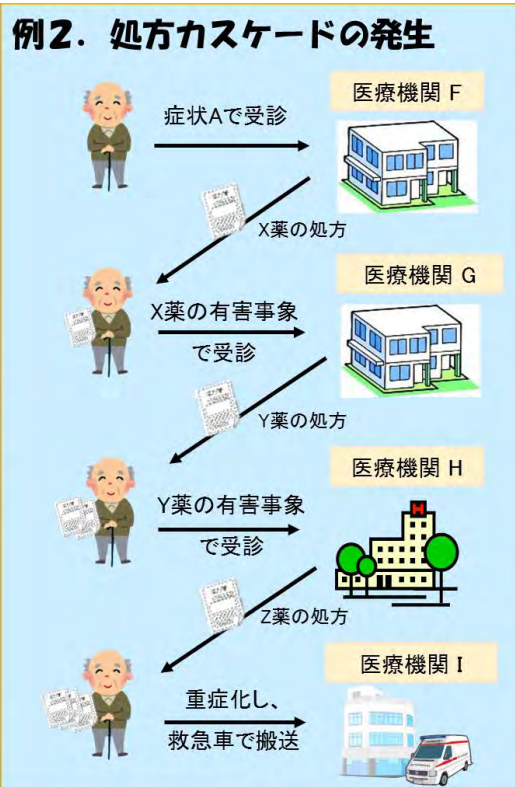 例２．処方カスケードの発生
医療機関 F
症状Aで受診
X薬の処方
医療機関 G
X薬の有害事象
で受診
Y薬の処方
医療機関 H
Y薬の有害事象
で受診
H
Z薬の処方
医療機関 I
重症化し、
救急車で搬送